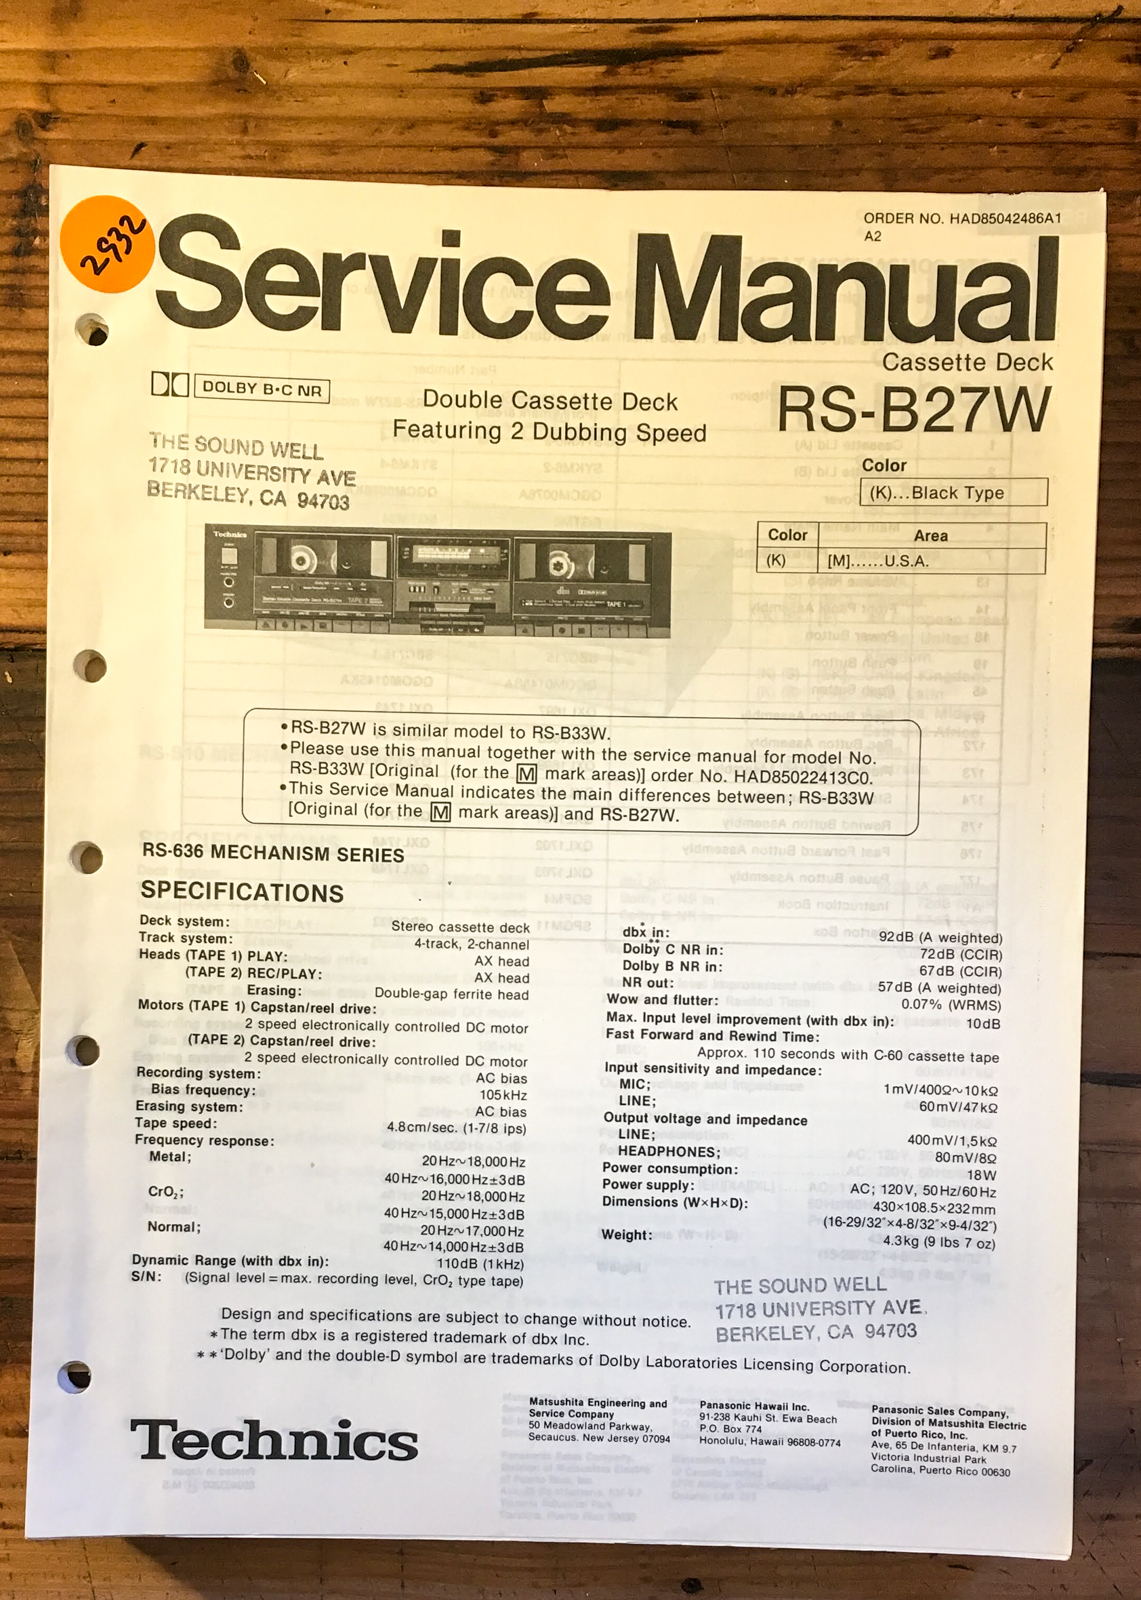 2932
ORDER NO. HAD85042486A1
A2
Service Manual
Cassette Deck
DOLBY B•C NR
Double Cassette Deck
Featuring 2 Dubbing Speed
RS-B27W
THE SOUND WELL
1718 UNIVERSITY AVE
BERKELEY, CA 94703
Color
(K)...Black Type
Color Area
(K) [M]......U.S.A.
Technics
TAPE 2
dbx
TAPE 1
•RS-B27W is similar model to RS-B33W.
•Please use this manual together with the service manual for model No.
RS-B33W [Original (for the M mark areas)] order No. HAD85022413C0.
•This Service Manual indicates the main differences between; RS-B33W
[Original (for the M mark areas)] and RS-B27W.
RS-636 MECHANISM SERIES
SPECIFICATIONS
Deck system: Stereo cassette deck
Track system: 4-track, 2-channel
Heads (TAPE 1) PLAY: AX head
(TAPE 2) REC/PLAY: AX head
Erasing: Double-gap ferrite head
Motors (TAPE 1) Capstan/reel drive:
2 speed electronically controlled DC motor
(TAPE 2) Capstan/reel drive:
2 speed electronically controlled DC motor
Recording system: AC bias
Bias frequency: 105kHz
Erasing system: AC bias
Tape speed: 4.8cm/sec. (1-7/8 ips)
Frequency response:
Metal; 20Hz~18,000Hz
40Hz~16,000Hz±3dB
CrO₂; 20Hz~18,000Hz
40Hz~15,000Hz±3dB
Normal; 20Hz~17,000Hz
40Hz~14,000Hz±3dB
Dynamic Range (with dbx in): 110dB (1kHz)
S/N: (Signal level=max. recording level, CrO₂ type tape)
dbx* in: 92dB (A weighted)
Dolby** C NR in: 72dB (CCIR)
Dolby B NR in: 67dB (CCIR)
NR out: 57dB (A weighted)
Wow and flutter: 0.07% (WRMS)
Max. Input level improvement (with dbx in): 10dB
Fast Forward and Rewind Time:
Approx. 110 seconds with C-60 cassette tape
Input sensitivity and impedance:
MIC; 1mV/400Ω~10kΩ
LINE; 60mV/47kΩ
Output voltage and impedance
LINE; 400mV/1,5kΩ
HEADPHONES; 80mV/8Ω
Power consumption: 18W
Power supply: AC; 120V, 50Hz/60Hz
Dimensions (W×H×D): 430×108.5×232mm
(16-29/32″×4-8/32″×9-4/32″)
Weight: 4.3kg (9 lbs 7 oz)
THE SOUND WELL
1718 UNIVERSITY AVE.
BERKELEY, CA 94703
Design and specifications are subject to change without notice.
*The term dbx is a registered trademark of dbx Inc.
**'Dolby' and the double-D symbol are trademarks of Dolby Laboratories Licensing Corporation.
Technics
Matsushita Engineering and
Service Company
50 Meadowland Parkway,
Secaucus. New Jersey 07094
Panasonic Hawaii Inc.
91-238 Kauhi St. Ewa Beach
P.O. Box 774
Honolulu, Hawaii 96808-0774
Panasonic Sales Company,
Division of Matsushita Electric
of Puerto Rico, Inc.
Ave, 65 De Infanteria, KM 9.7
Victoria Industrial Park
Carolina, Puerto Rico 00630